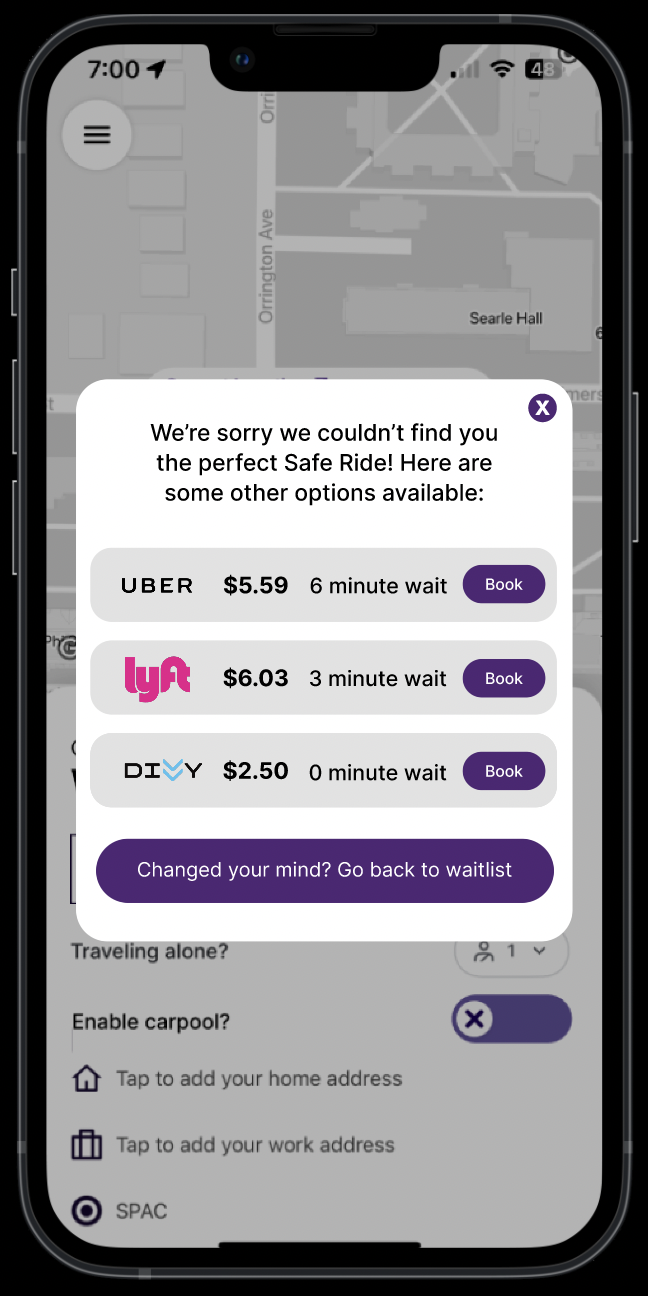 7:00
48
Orrington Ave
Searle Hall
X
We’re sorry we couldn’t find you
the perfect Safe Ride! Here are
some other options available:
UBER $5.59 6 minute wait Book
lyft $6.03 3 minute wait Book
DIVVY $2.50 0 minute wait Book
Changed your mind? Go back to waitlist
Traveling alone? 1
Enable carpool?
Tap to add your home address
Tap to add your work address
SPAC